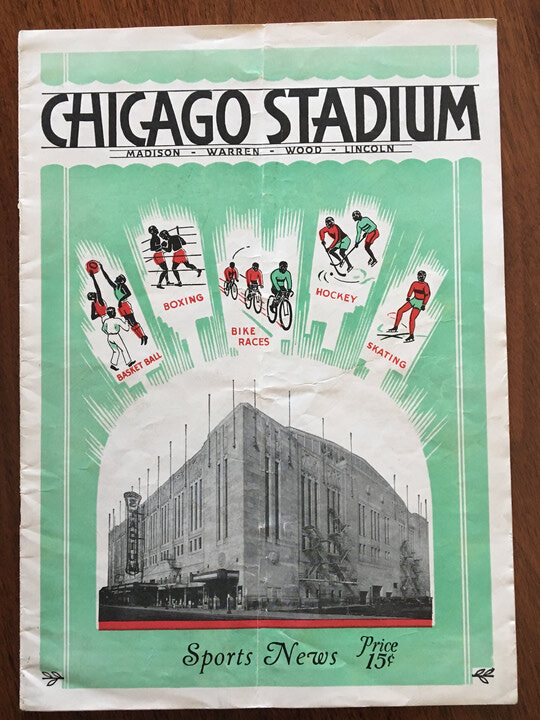 CHICAGO STADIUM
MADISON - WARREN - WOOD - LINCOLN
BASKET BALL
BOXING
BIKE
RACES
HOCKEY
SKATING
Sports News
Price
15¢